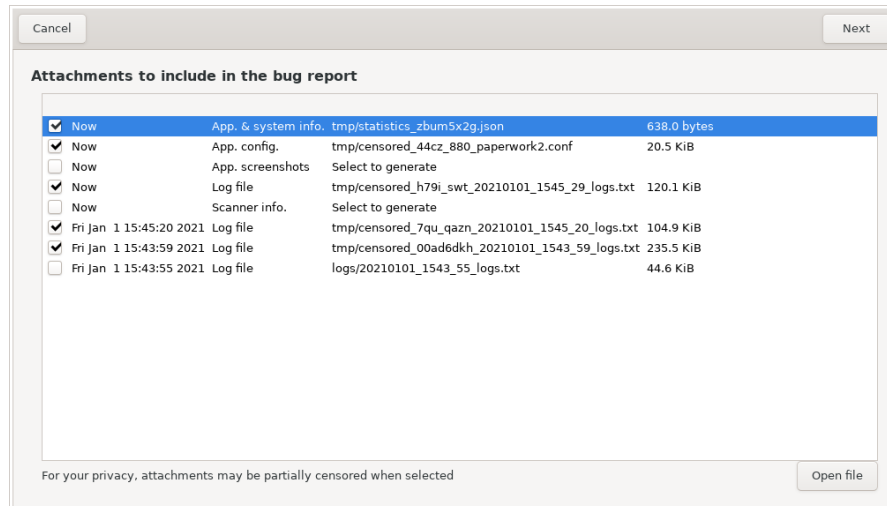 Cancel Next
Attachments to include in the bug report
Now App. & system info. tmp/statistics_zbum5x2g.json 638.0 bytes
Now App. config. tmp/censored_44cz_880_paperwork2.conf 20.5 KiB
Now App. screenshots Select to generate
Now Log file tmp/censored_h79i_swt_20210101_1545_29_logs.txt 120.1 KiB
Now Scanner info. Select to generate
Fri Jan 1 15:45:20 2021 Log file tmp/censored_7qu_qazn_20210101_1545_20_logs.txt 104.9 KiB
Fri Jan 1 15:43:59 2021 Log file tmp/censored_00ad6dkh_20210101_1543_59_logs.txt 235.5 KiB
Fri Jan 1 15:43:55 2021 Log file logs/20210101_1543_55_logs.txt 44.6 KiB
For your privacy, attachments may be partially censored when selected Open file